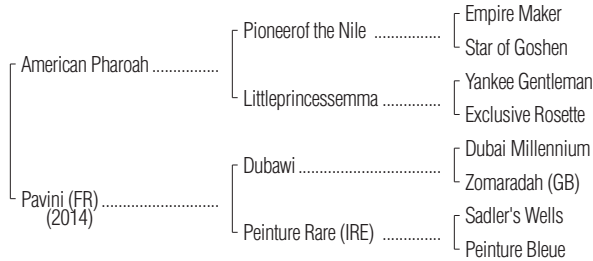 Empire Maker
Pioneerof the Nile ................
Star of Goshen
American Pharoah ................
Yankee Gentleman
Littleprincessemma ..............
Exclusive Rosette
Dubai Millennium
Dubawi ..................................
Zomaradah (GB)
Pavini (FR) ............................
(2014)
Sadler's Wells
Peinture Rare (IRE) ..............
Peinture Bleue